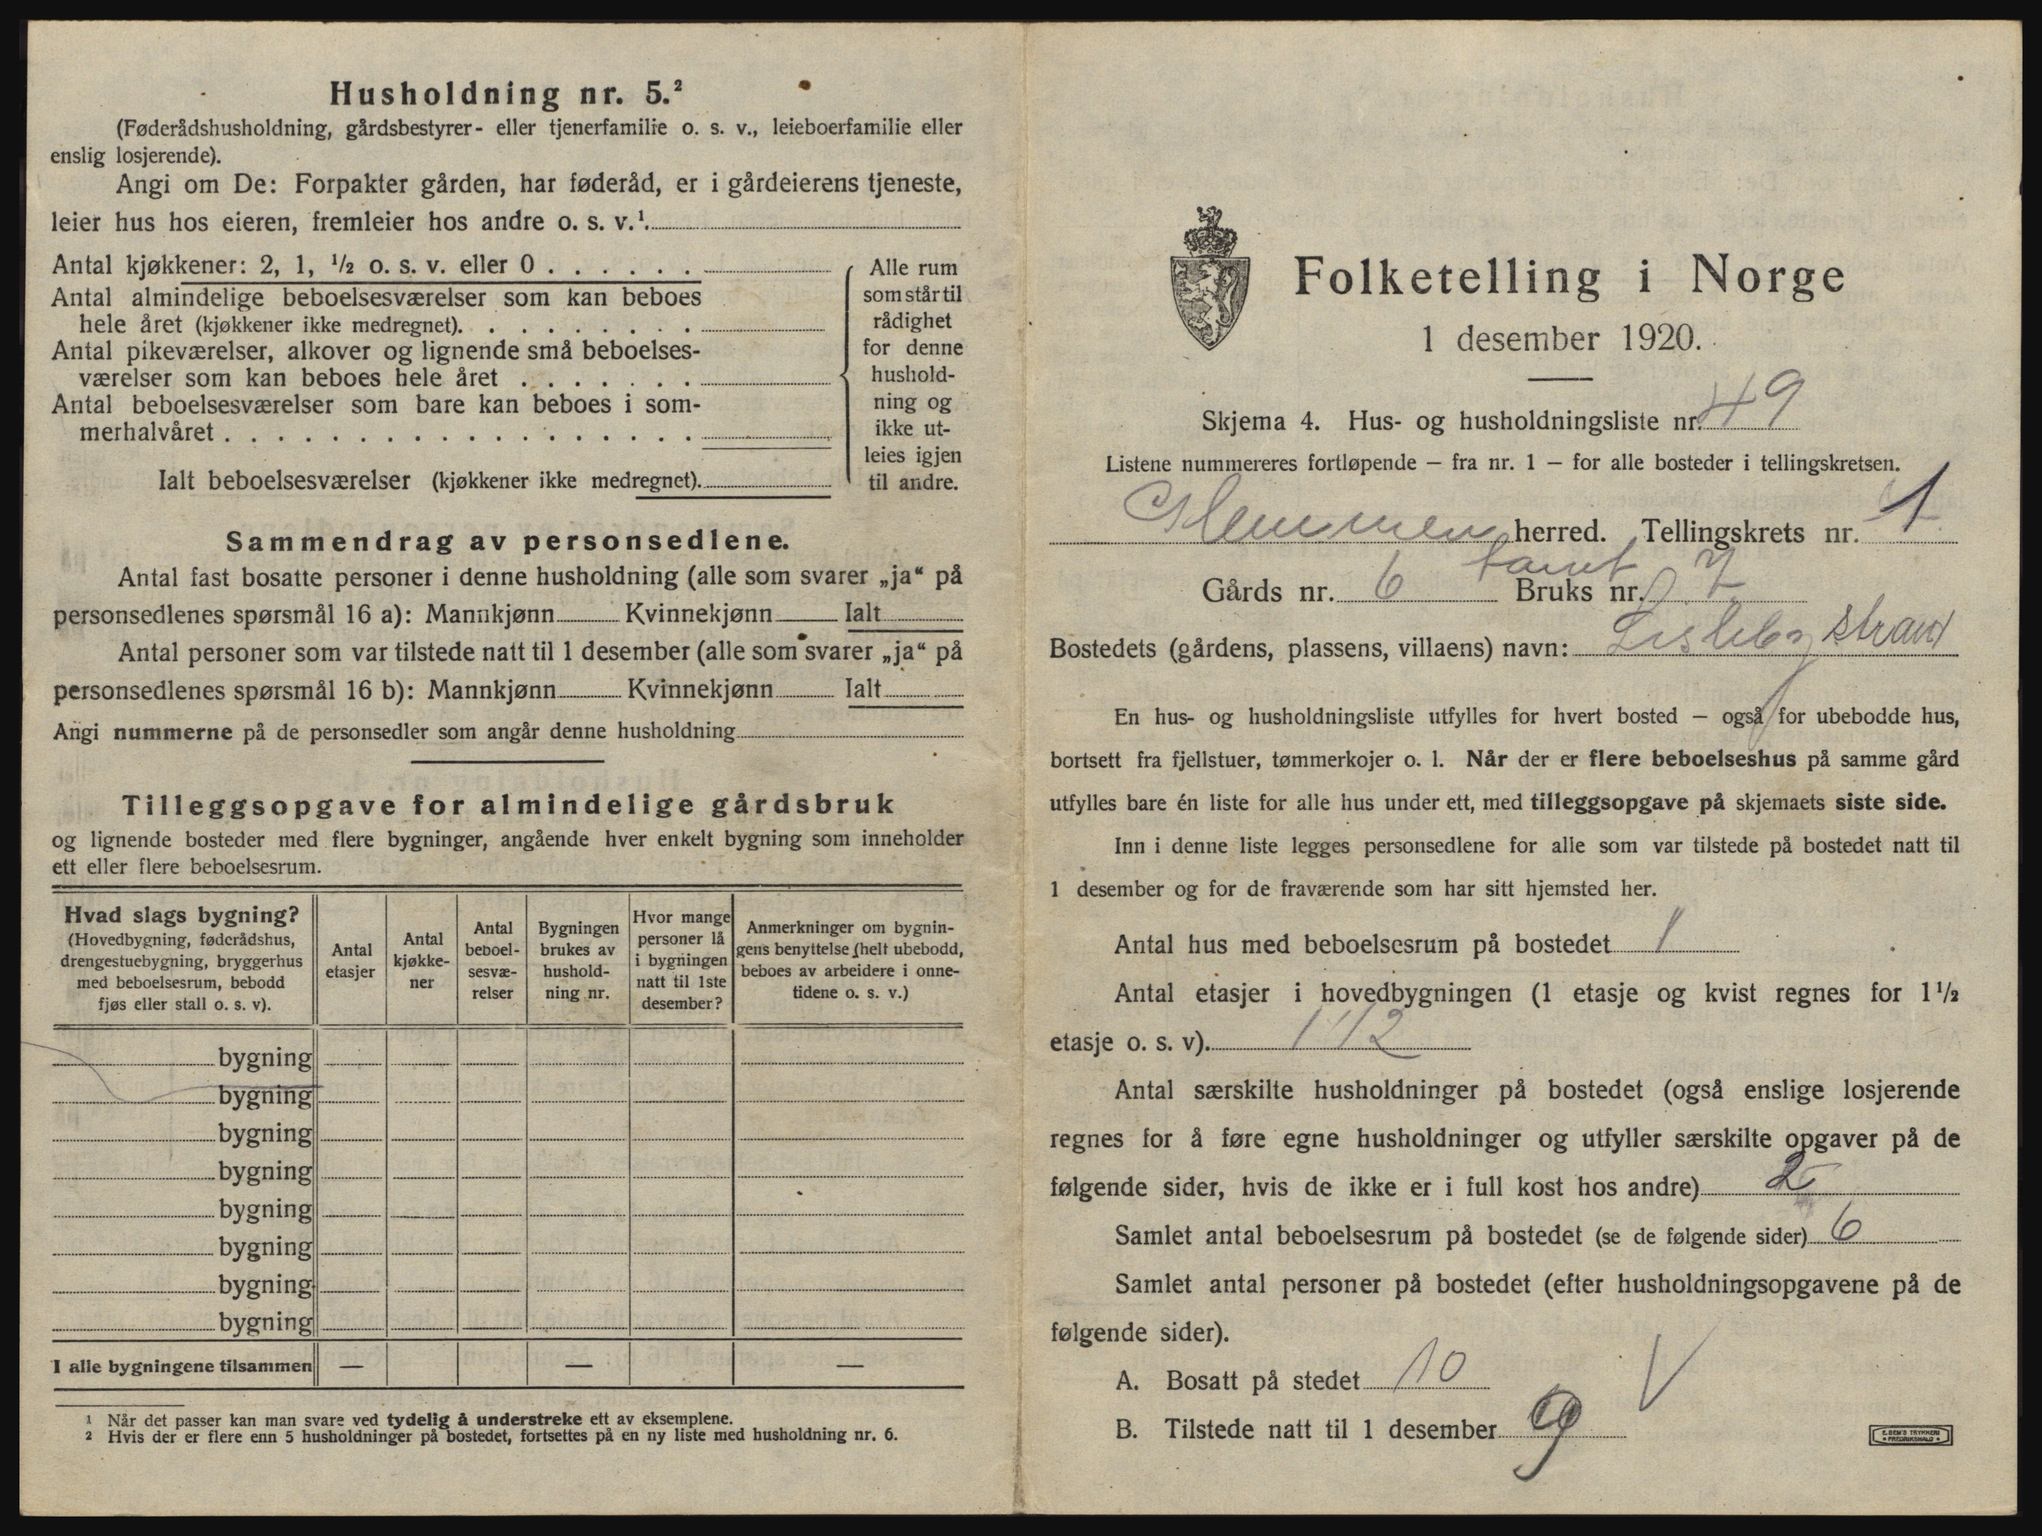 Husholdning nr. 5.²
(Føderådshusholdning, gårdsbestyrer- eller tjenerfamilie o. s. v., leieboerfamilie eller
enslig losjerende).
Angi om De: Forpakter gården, har føderåd, er i gårdeierens tjeneste,
leier hus hos eieren, fremleier hos andre o. s. v.¹.
Antal kjøkkener: 2, 1, ½ o. s. v. eller 0 . . . . . .
Antal almindelige beboelsesværelser som kan beboes
hele året (kjøkkener ikke medregnet). . . . . . . . .
Antal pikeværelser, alkover og lignende små beboelses-
værelser som kan beboes hele året . . . . . . .
Antal beboelsesværelser som bare kan beboes i som-
merhalvåret . . . . . . . . . . . . . . . . . .
Ialt beboelsesværelser (kjøkkener ikke medregnet).
Alle rum
som står til
rådighet
for denne
hushold-
ning og
ikke ut-
leies igjen
til andre.
Sammendrag av personsedlene.
Antal fast bosatte personer i denne husholdning (alle som svarer „ja“ på
personsedlenes spørsmål 16 a): Mannkjønn Kvinnekjønn Ialt
Antal personer som var tilstede natt til 1 desember (alle som svarer „ja“ på
personsedlenes spørsmål 16 b): Mannkjønn Kvinnekjønn Ialt
Angi nummerne på de personsedler som angår denne husholdning
Tilleggsopgave for almindelige gårdsbruk
og lignende bosteder med flere bygninger, angående hver enkelt bygning som inneholder
ett eller flere beboelsesrum.
Hvad slags bygning?
(Hovedbygning, føderådshus,
drengestuebygning, bryggerhus
med beboelsesrum, bebodd
fjøs eller stall o. s. v).
Antal
etasjer
Antal
kjøkke-
ner
Antal
beboel-
sesvæ-
relser
Bygningen
brukes av
hushold-
ning nr.
Hvor mange
personer lå
i bygningen
natt til 1ste
desember?
Anmerkninger om bygnin-
gens benyttelse (helt ubebodd,
beboes av arbeidere i onne-
tidene o. s. v.)
bygning
bygning
bygning
bygning
bygning
bygning
bygning
bygning
I alle bygningene tilsammen — — —
¹ Når det passer kan man svare ved tydelig å understreke ett av eksemplene.
² Hvis der er flere enn 5 husholdninger på bostedet, fortsettes på en ny liste med husholdning nr. 6.
Folketelling i Norge
1 desember 1920.
Skjema 4. Hus- og husholdningsliste nr. 49
Listene nummereres fortløpende – fra nr. 1 – for alle bosteder i tellingskretsen.
Glemmen herred. Tellingskrets nr. 1
Gårds nr. 6 Bruks nr. 7
Bostedets (gårdens, plassens, villaens) navn: Lisleby strand
En hus- og husholdningsliste utfylles for hvert bosted – også for ubebodde hus,
bortsett fra fjellstuer, tømmerkojer o. l. Når der er flere beboelseshus på samme gård
utfylles bare én liste for alle hus under ett, med tilleggsopgave på skjemaets siste side.
Inn i denne liste legges personsedlene for alle som var tilstede på bostedet natt til
1 desember og for de fraværende som har sitt hjemsted her.
Antal hus med beboelsesrum på bostedet 1
Antal etasjer i hovedbygningen (1 etasje og kvist regnes for 1½
etasje o. s. v). 1 1/2
Antal særskilte husholdninger på bostedet (også enslige losjerende
regnes for å føre egne husholdninger og utfyller særskilte opgaver på de
følgende sider, hvis de ikke er i full kost hos andre) 2
Samlet antal beboelsesrum på bostedet (se de følgende sider) 6
Samlet antal personer på bostedet (efter husholdningsopgavene på de
følgende sider).
A. Bosatt på stedet 10
B. Tilstede natt til 1 desember 9
E. SEM'S TRYKKERI
• FREDRIKSHALD •